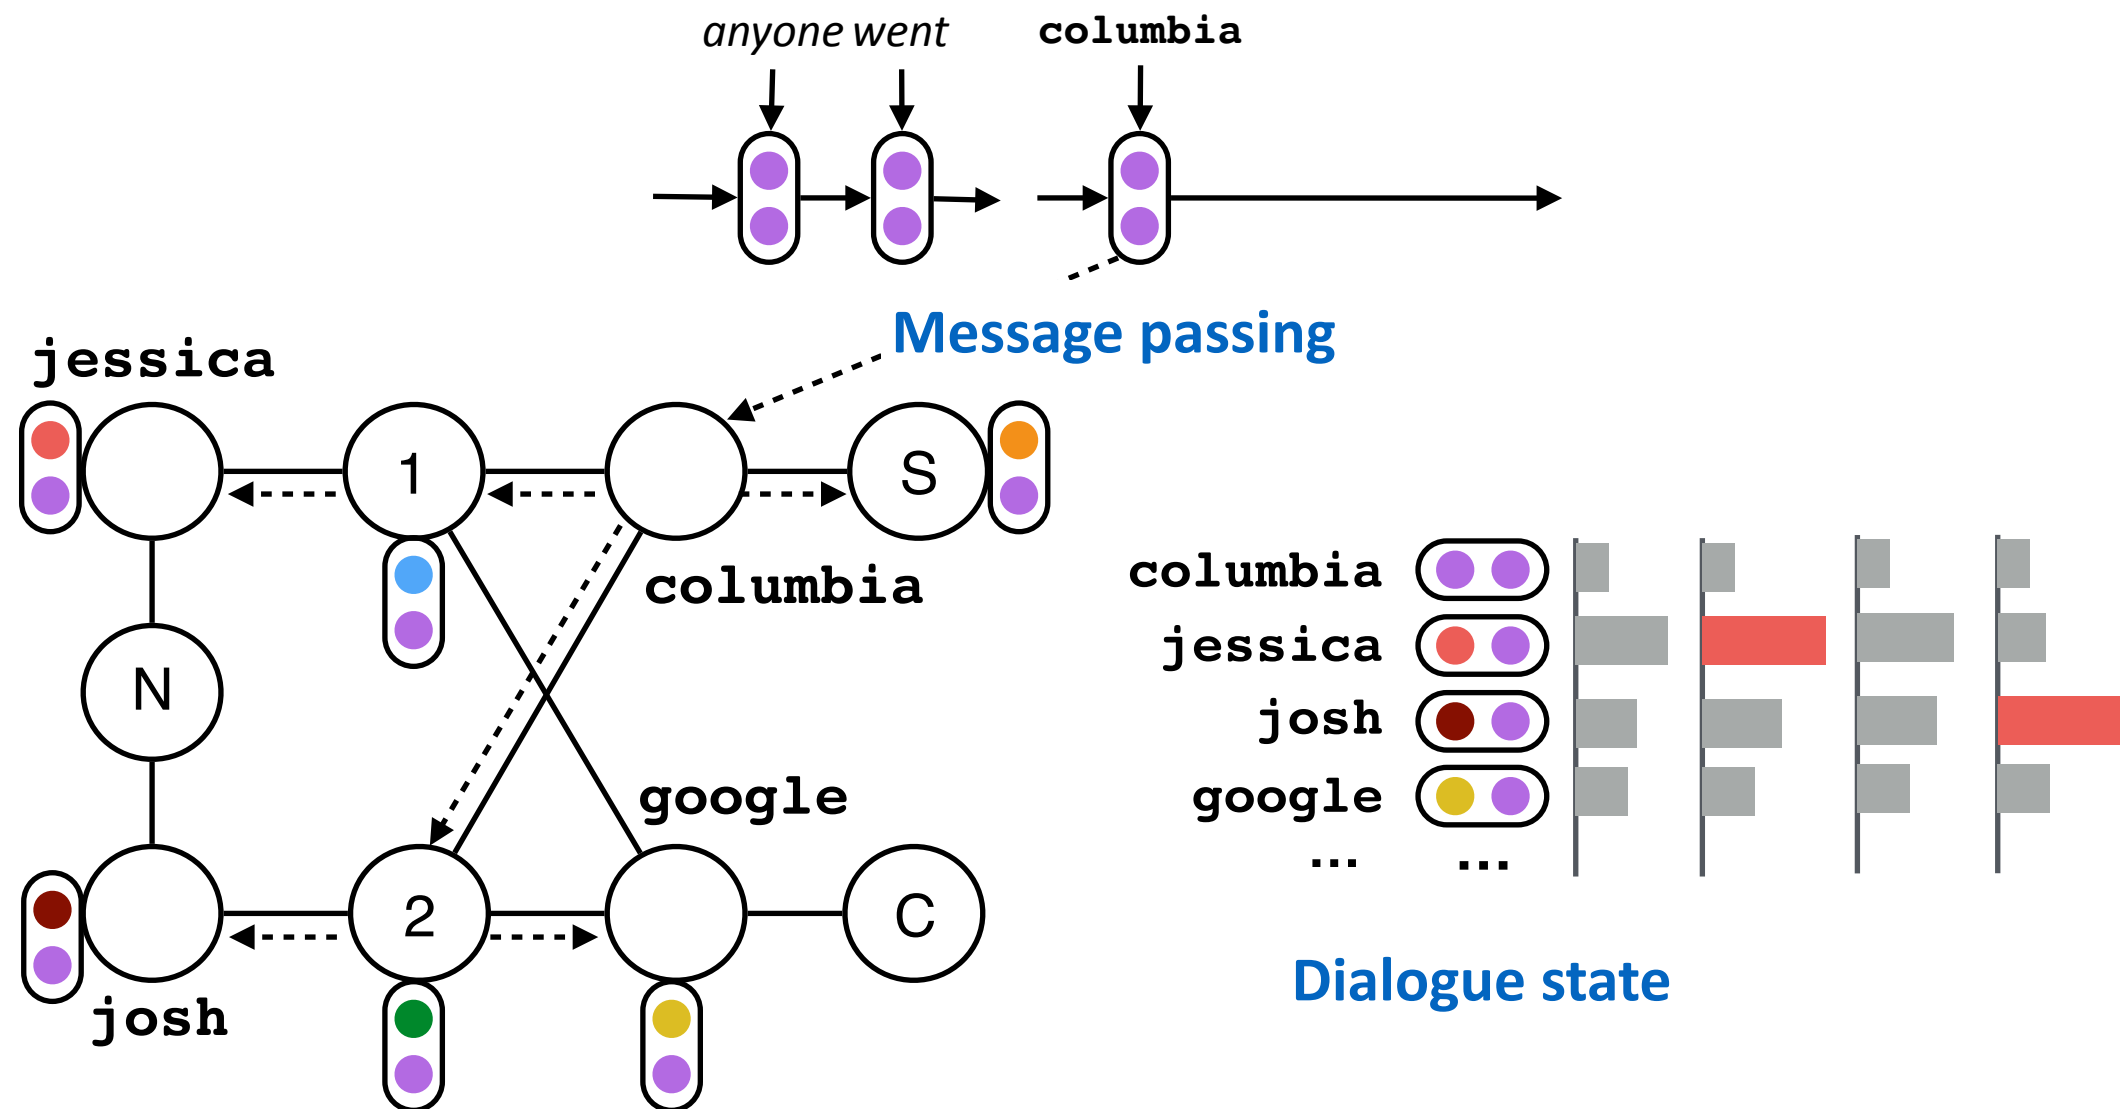 anyone went columbia
Message passing
jessica
1
S
columbia
N
google
2
C
josh
columbia
jessica
josh
google
... ...
Dialogue state